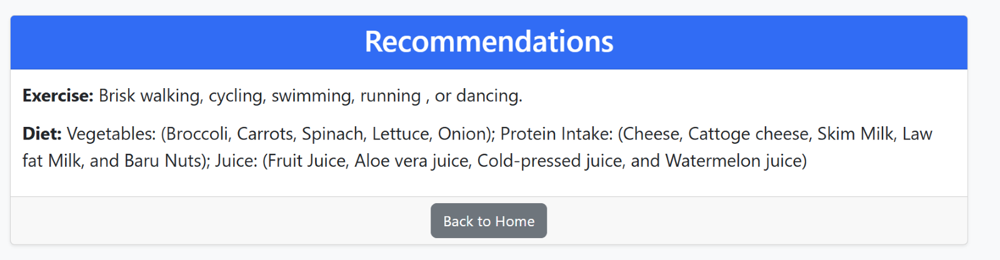 Recommendations
Exercise: Brisk walking, cycling, swimming, running , or dancing.
Diet: Vegetables: (Broccoli, Carrots, Spinach, Lettuce, Onion); Protein Intake: (Cheese, Cattoge cheese, Skim Milk, Law
fat Milk, and Baru Nuts); Juice: (Fruit Juice, Aloe vera juice, Cold-pressed juice, and Watermelon juice)
Back to Home